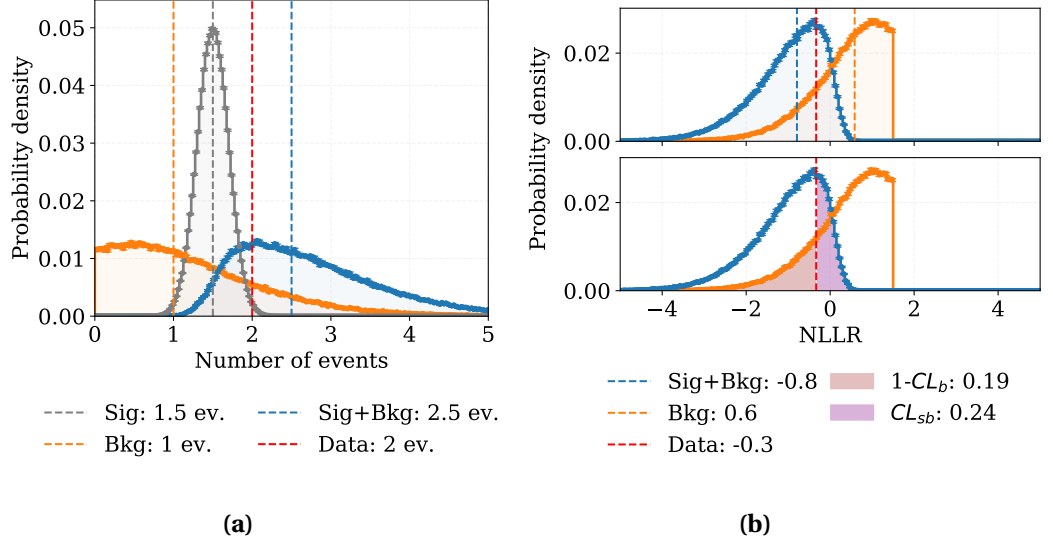 Probability density
0.05
0.04
0.03
0.02
0.01
0.00
0 1 2 3 4 5
Number of events
Sig: 1.5 ev.
Bkg: 1 ev.
Sig+Bkg: 2.5 ev.
Data: 2 ev.
(a)
Probability density
0.02
0.00
0.02
0.00
−4 −2 0 2 4
NLLR
Sig+Bkg: -0.8
Bkg: 0.6
Data: -0.3
1-CLb: 0.19
CLsb: 0.24
(b)